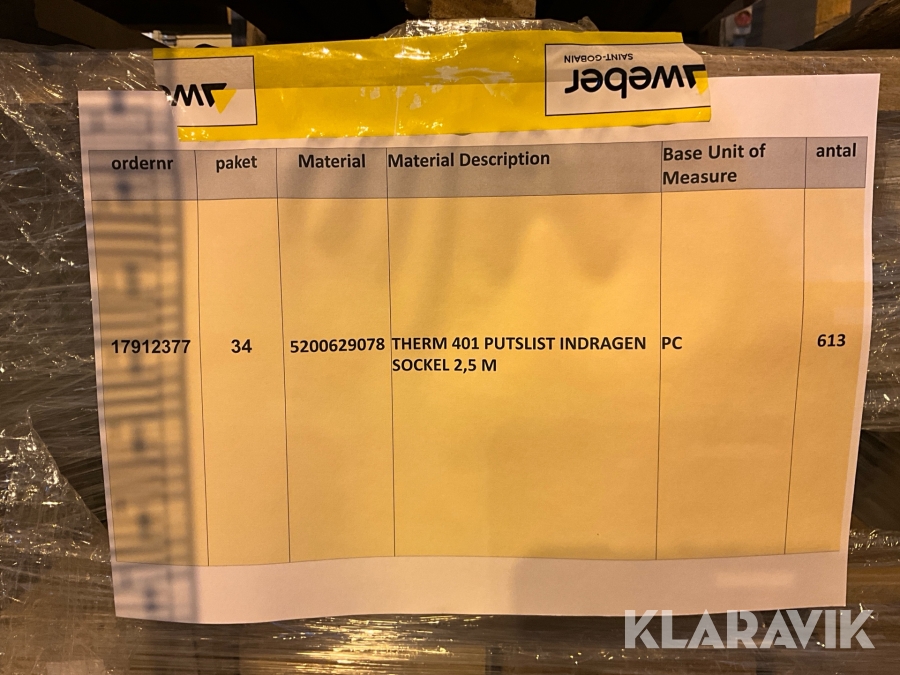 weber
SAINT-GOBAIN
ordernr paket Material Material Description Base Unit of Measure antal
17912377 34 5200629078 THERM 401 PUTSLIST INDRAGEN SOCKEL 2,5 M PC 613
KLARAVIK